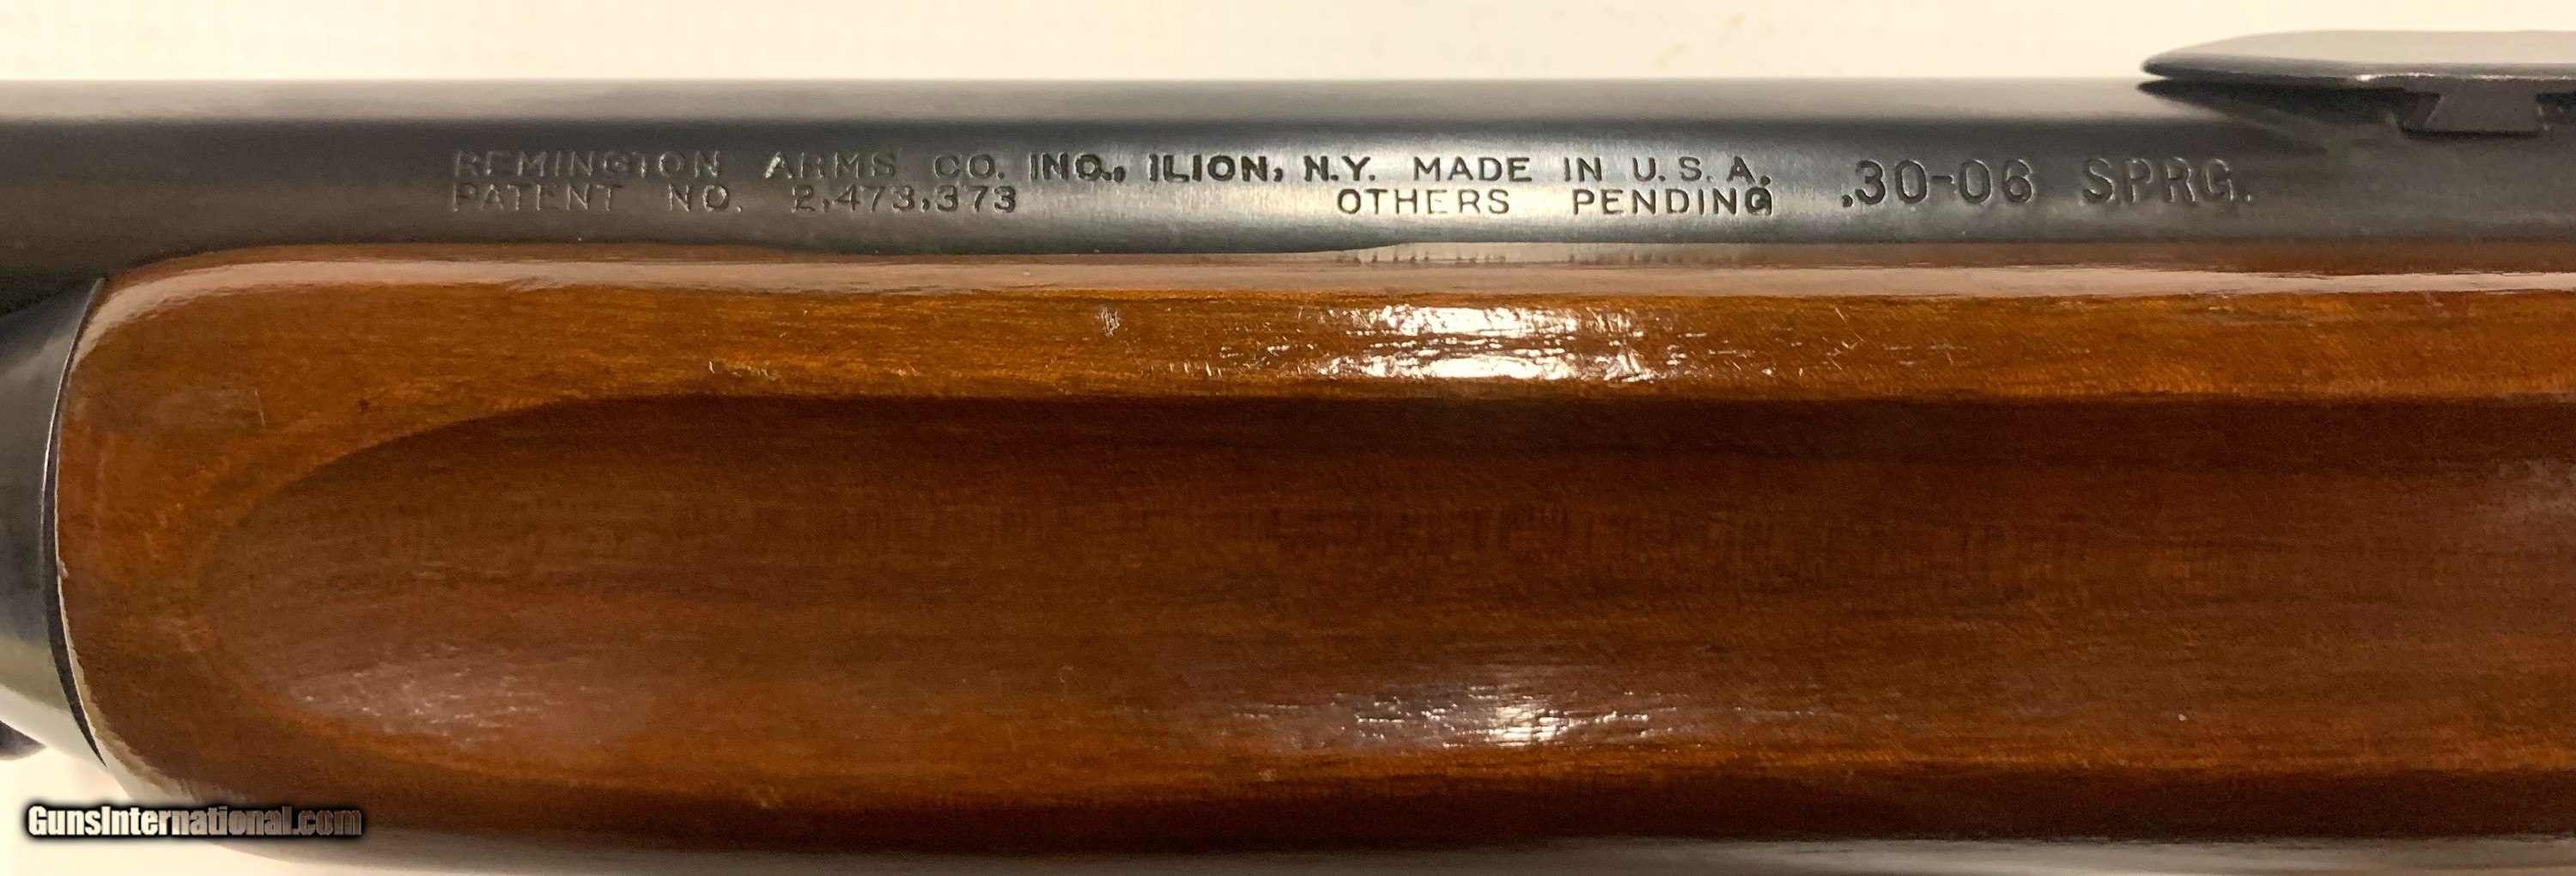 REMINGTON ARMS CO. INC., ILION, N.Y. MADE IN U.S.A.
PATENT NO. 2,473,373 OTHERS PENDING
.30-06 SPRG.
GunsInternational.com